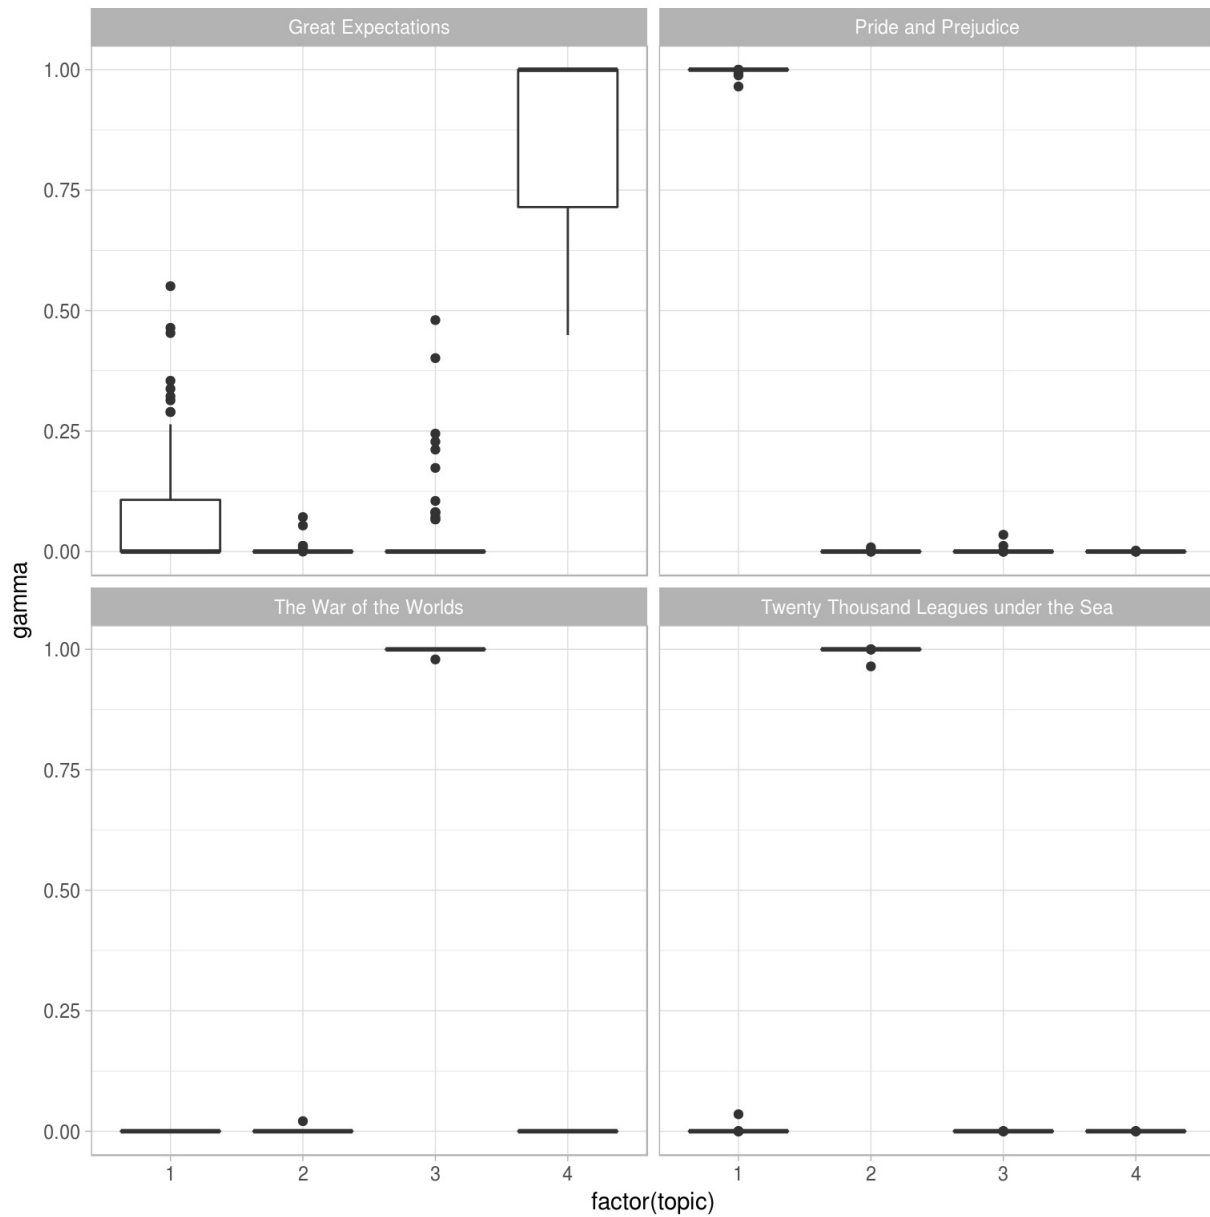 Great Expectations
Pride and Prejudice
1.00
0.75
0.50
0.25
0.00
The War of the Worlds
Twenty Thousand Leagues under the Sea
1.00
0.75
0.50
0.25
0.00
1 2 3 4
1 2 3 4
factor(topic)
gamma